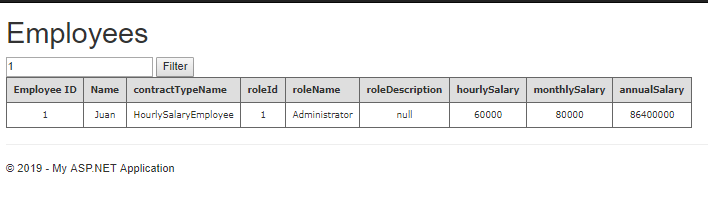 Employees
1 Filter
Employee ID Name contractTypeName roleId roleName roleDescription hourlySalary monthlySalary annualSalary
1 Juan HourlySalaryEmployee 1 Administrator null 60000 80000 86400000
© 2019 - My ASP.NET Application